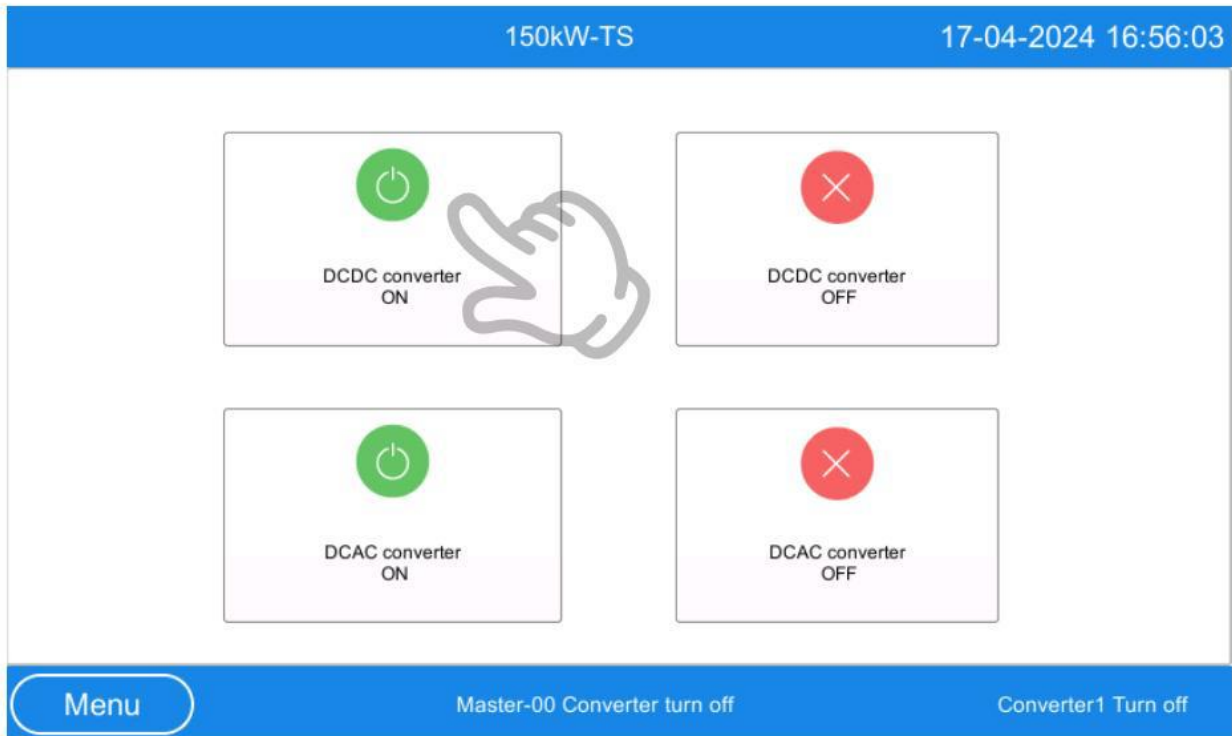 150kW-TS 17-04-2024 16:56:03
DCDC converter
ON
DCDC converter
OFF
DCAC converter
ON
DCAC converter
OFF
Menu Master-00 Converter turn off Converter1 Turn off